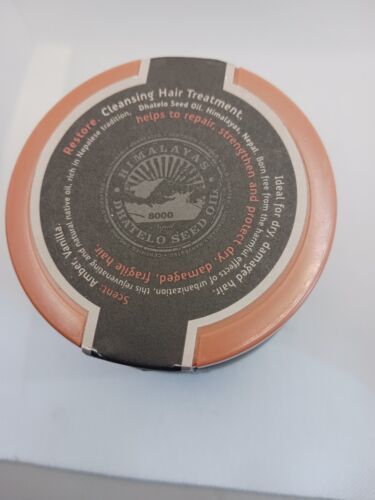 Restore. Cleansing Hair Treatment.
Dhatelo Seed Oil. Himalayas, Nepal. Born free from the harmful effects of urbanization, this rejuvenating and natural native oil, rich in Nepalese tradition,
helps to repair, strengthen and protect dry, damaged, fragile hair.
Ideal for dry, damaged hair.
Scent: Amber, Vanilla
HIMALAYAS
8000
DHATELO SEED OIL